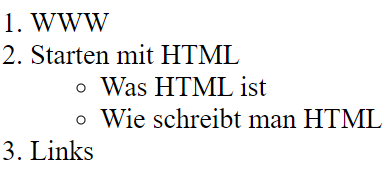 1. WWW
2. Starten mit HTML
○ Was HTML ist
○ Wie schreibt man HTML
3. Links